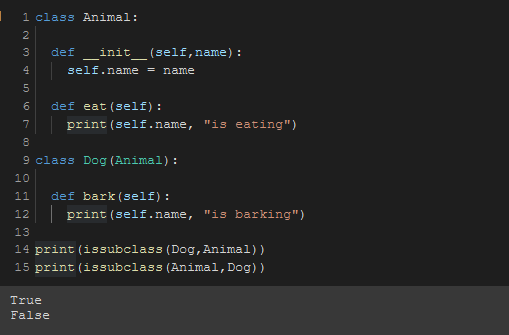 1 class Animal:
2
3 def __init__(self,name):
4 self.name = name
5
6 def eat(self):
7 print(self.name, "is eating")
8
9 class Dog(Animal):
10
11 def bark(self):
12 print(self.name, "is barking")
13
14 print(issubclass(Dog,Animal))
15 print(issubclass(Animal,Dog))
True
False